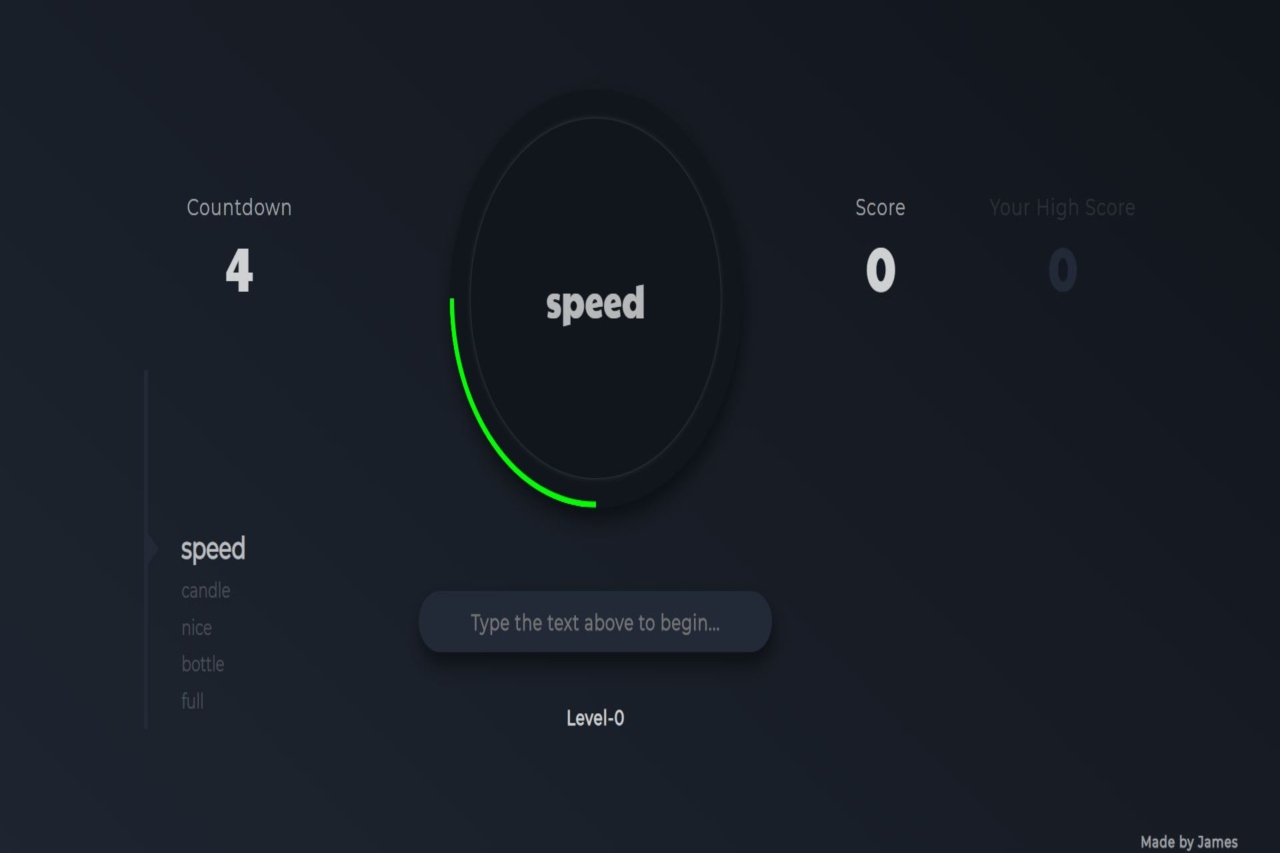 Countdown
4
speed
Score
0
Your High Score
0
speed
candle
nice
bottle
full
Type the text above to begin...
Level-0
Made by James